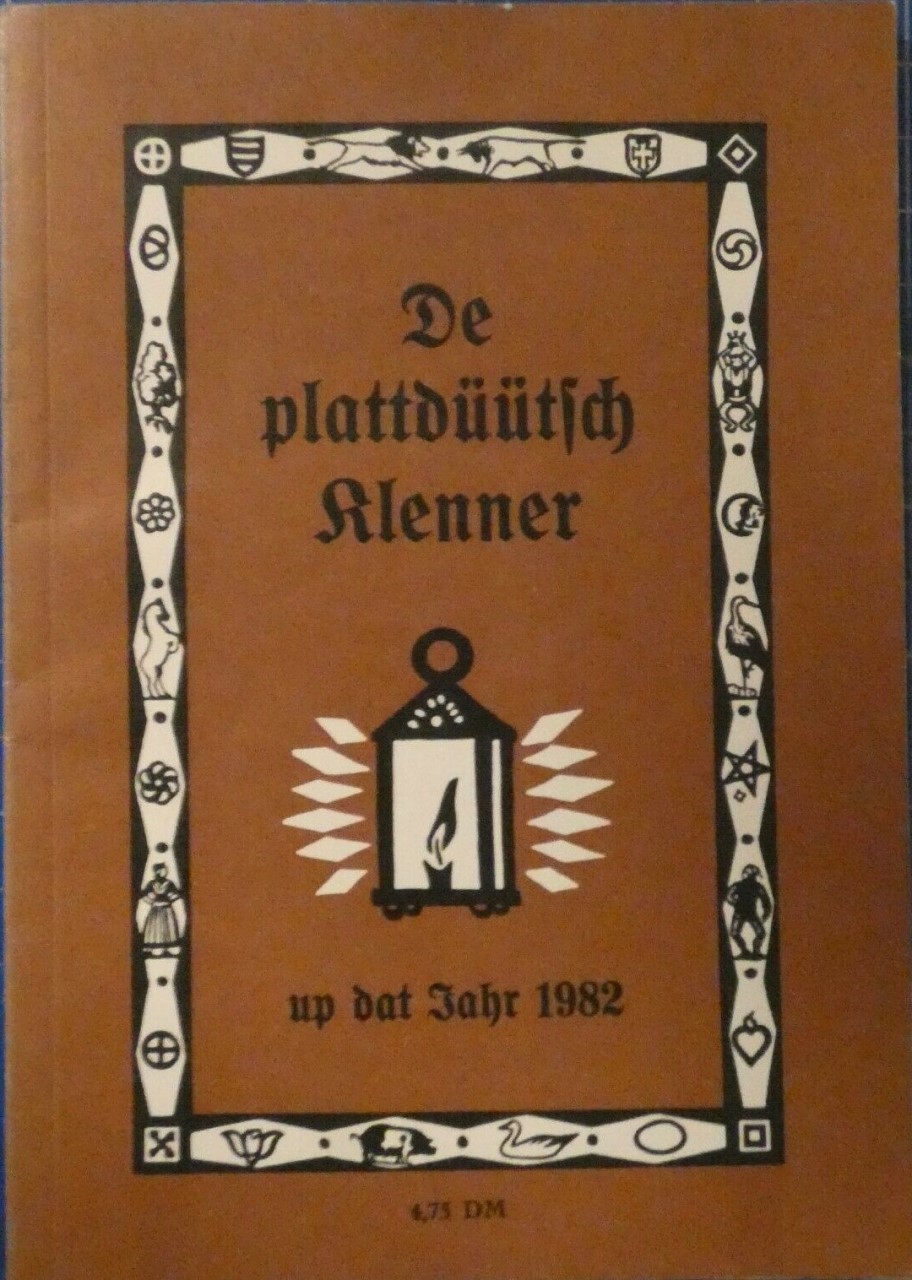 De
plattdüütſch
Klenner
up dat Jahr 1982
4,75 DM